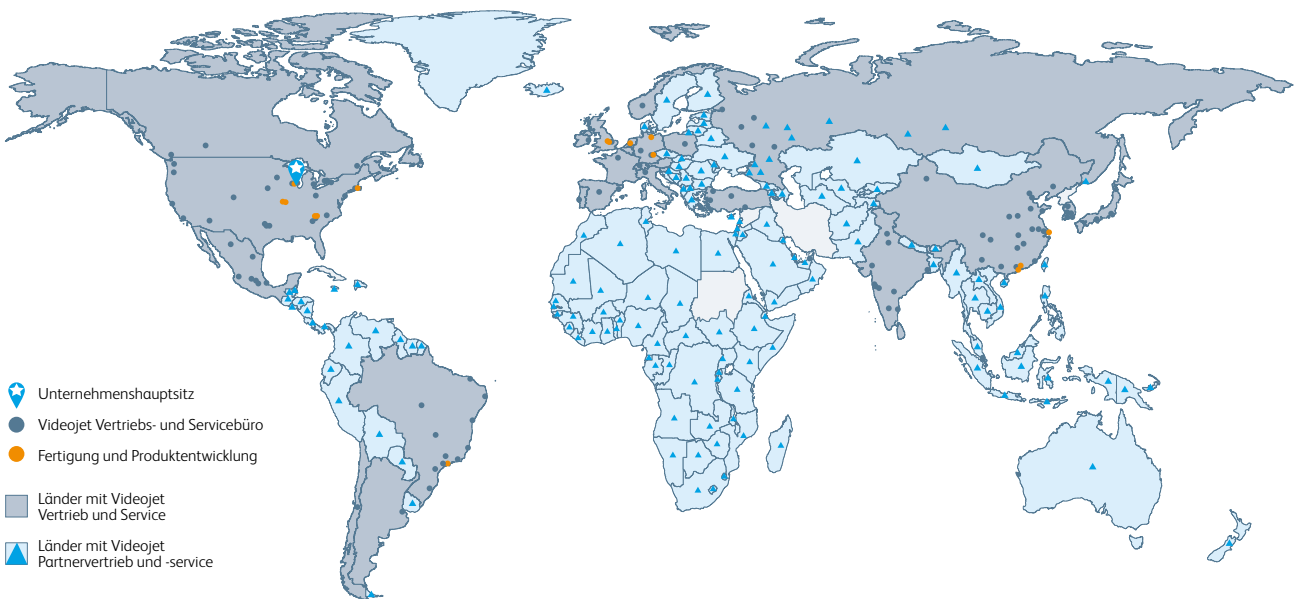 Unternehmenshauptsitz
Videojet Vertriebs- und Servicebüro
Fertigung und Produktentwicklung
Länder mit Videojet
Vertrieb und Service
Länder mit Videojet
Partnervertrieb und -service